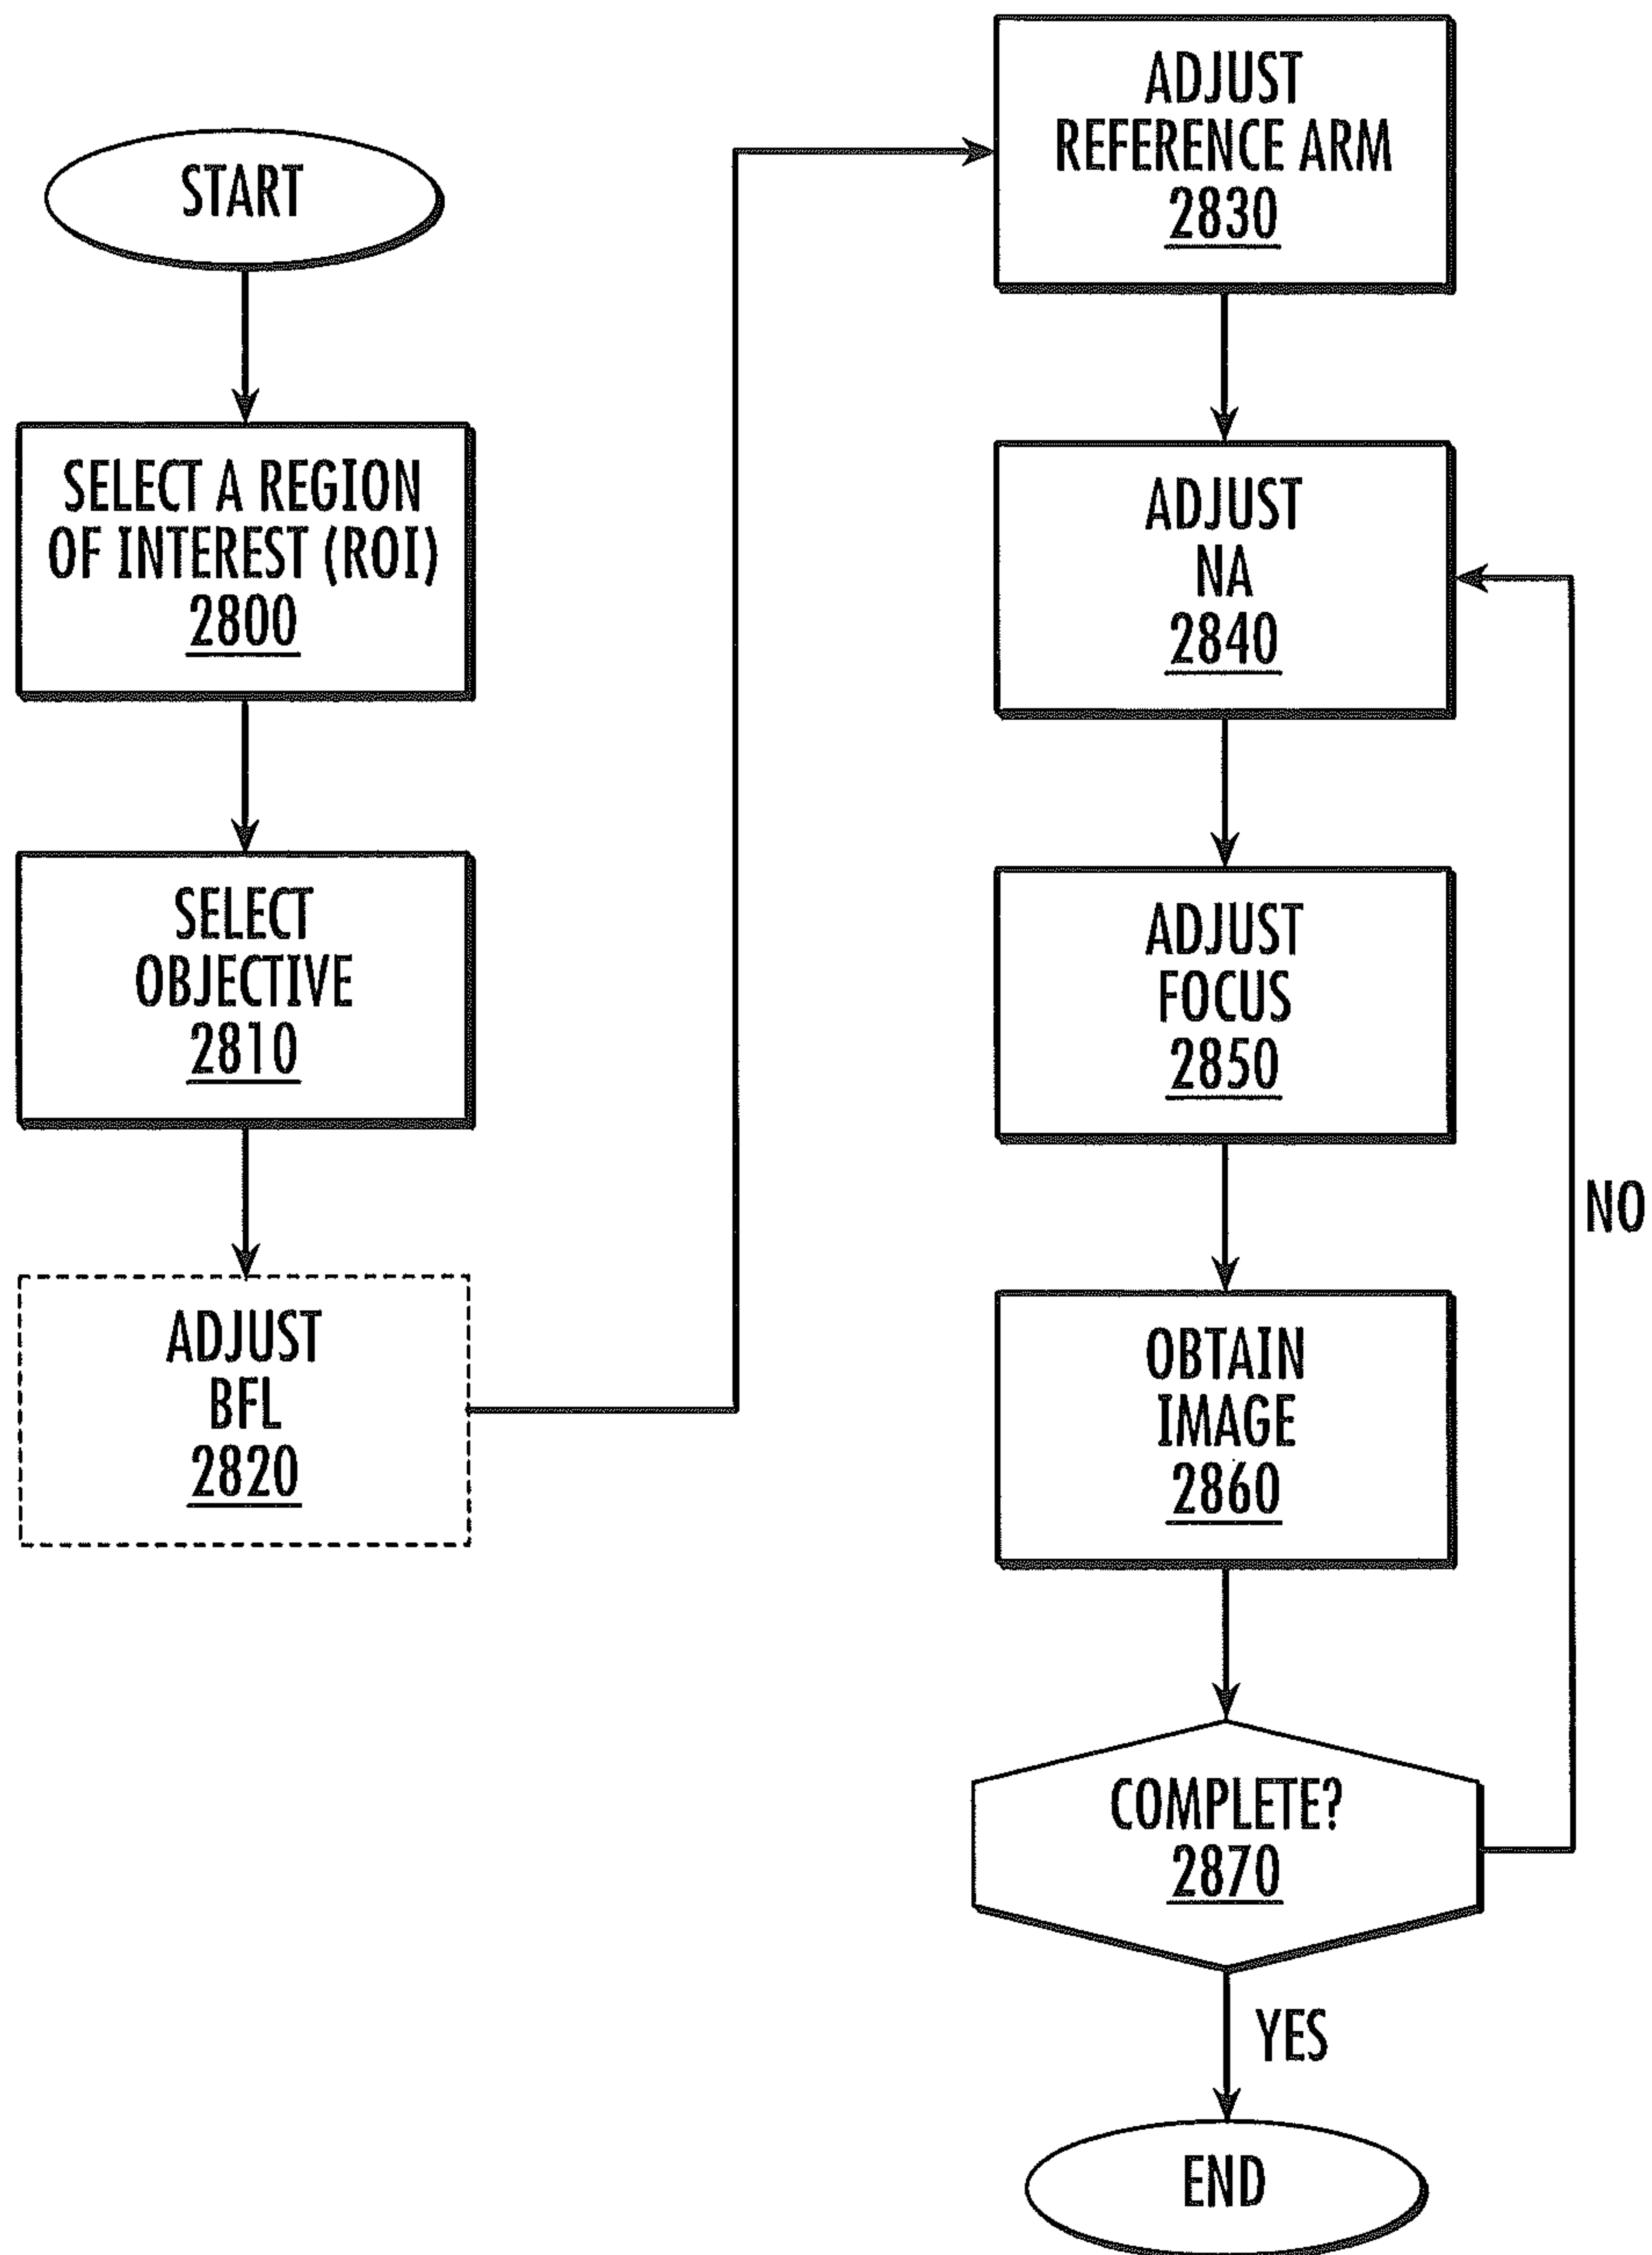 START
SELECT A REGION
OF INTEREST (ROI)
2800
SELECT
OBJECTIVE
2810
ADJUST
BFL
2820
ADJUST
REFERENCE ARM
2830
ADJUST
NA
2840
ADJUST
FOCUS
2850
OBTAIN
IMAGE
2860
COMPLETE?
2870
NO
YES
END